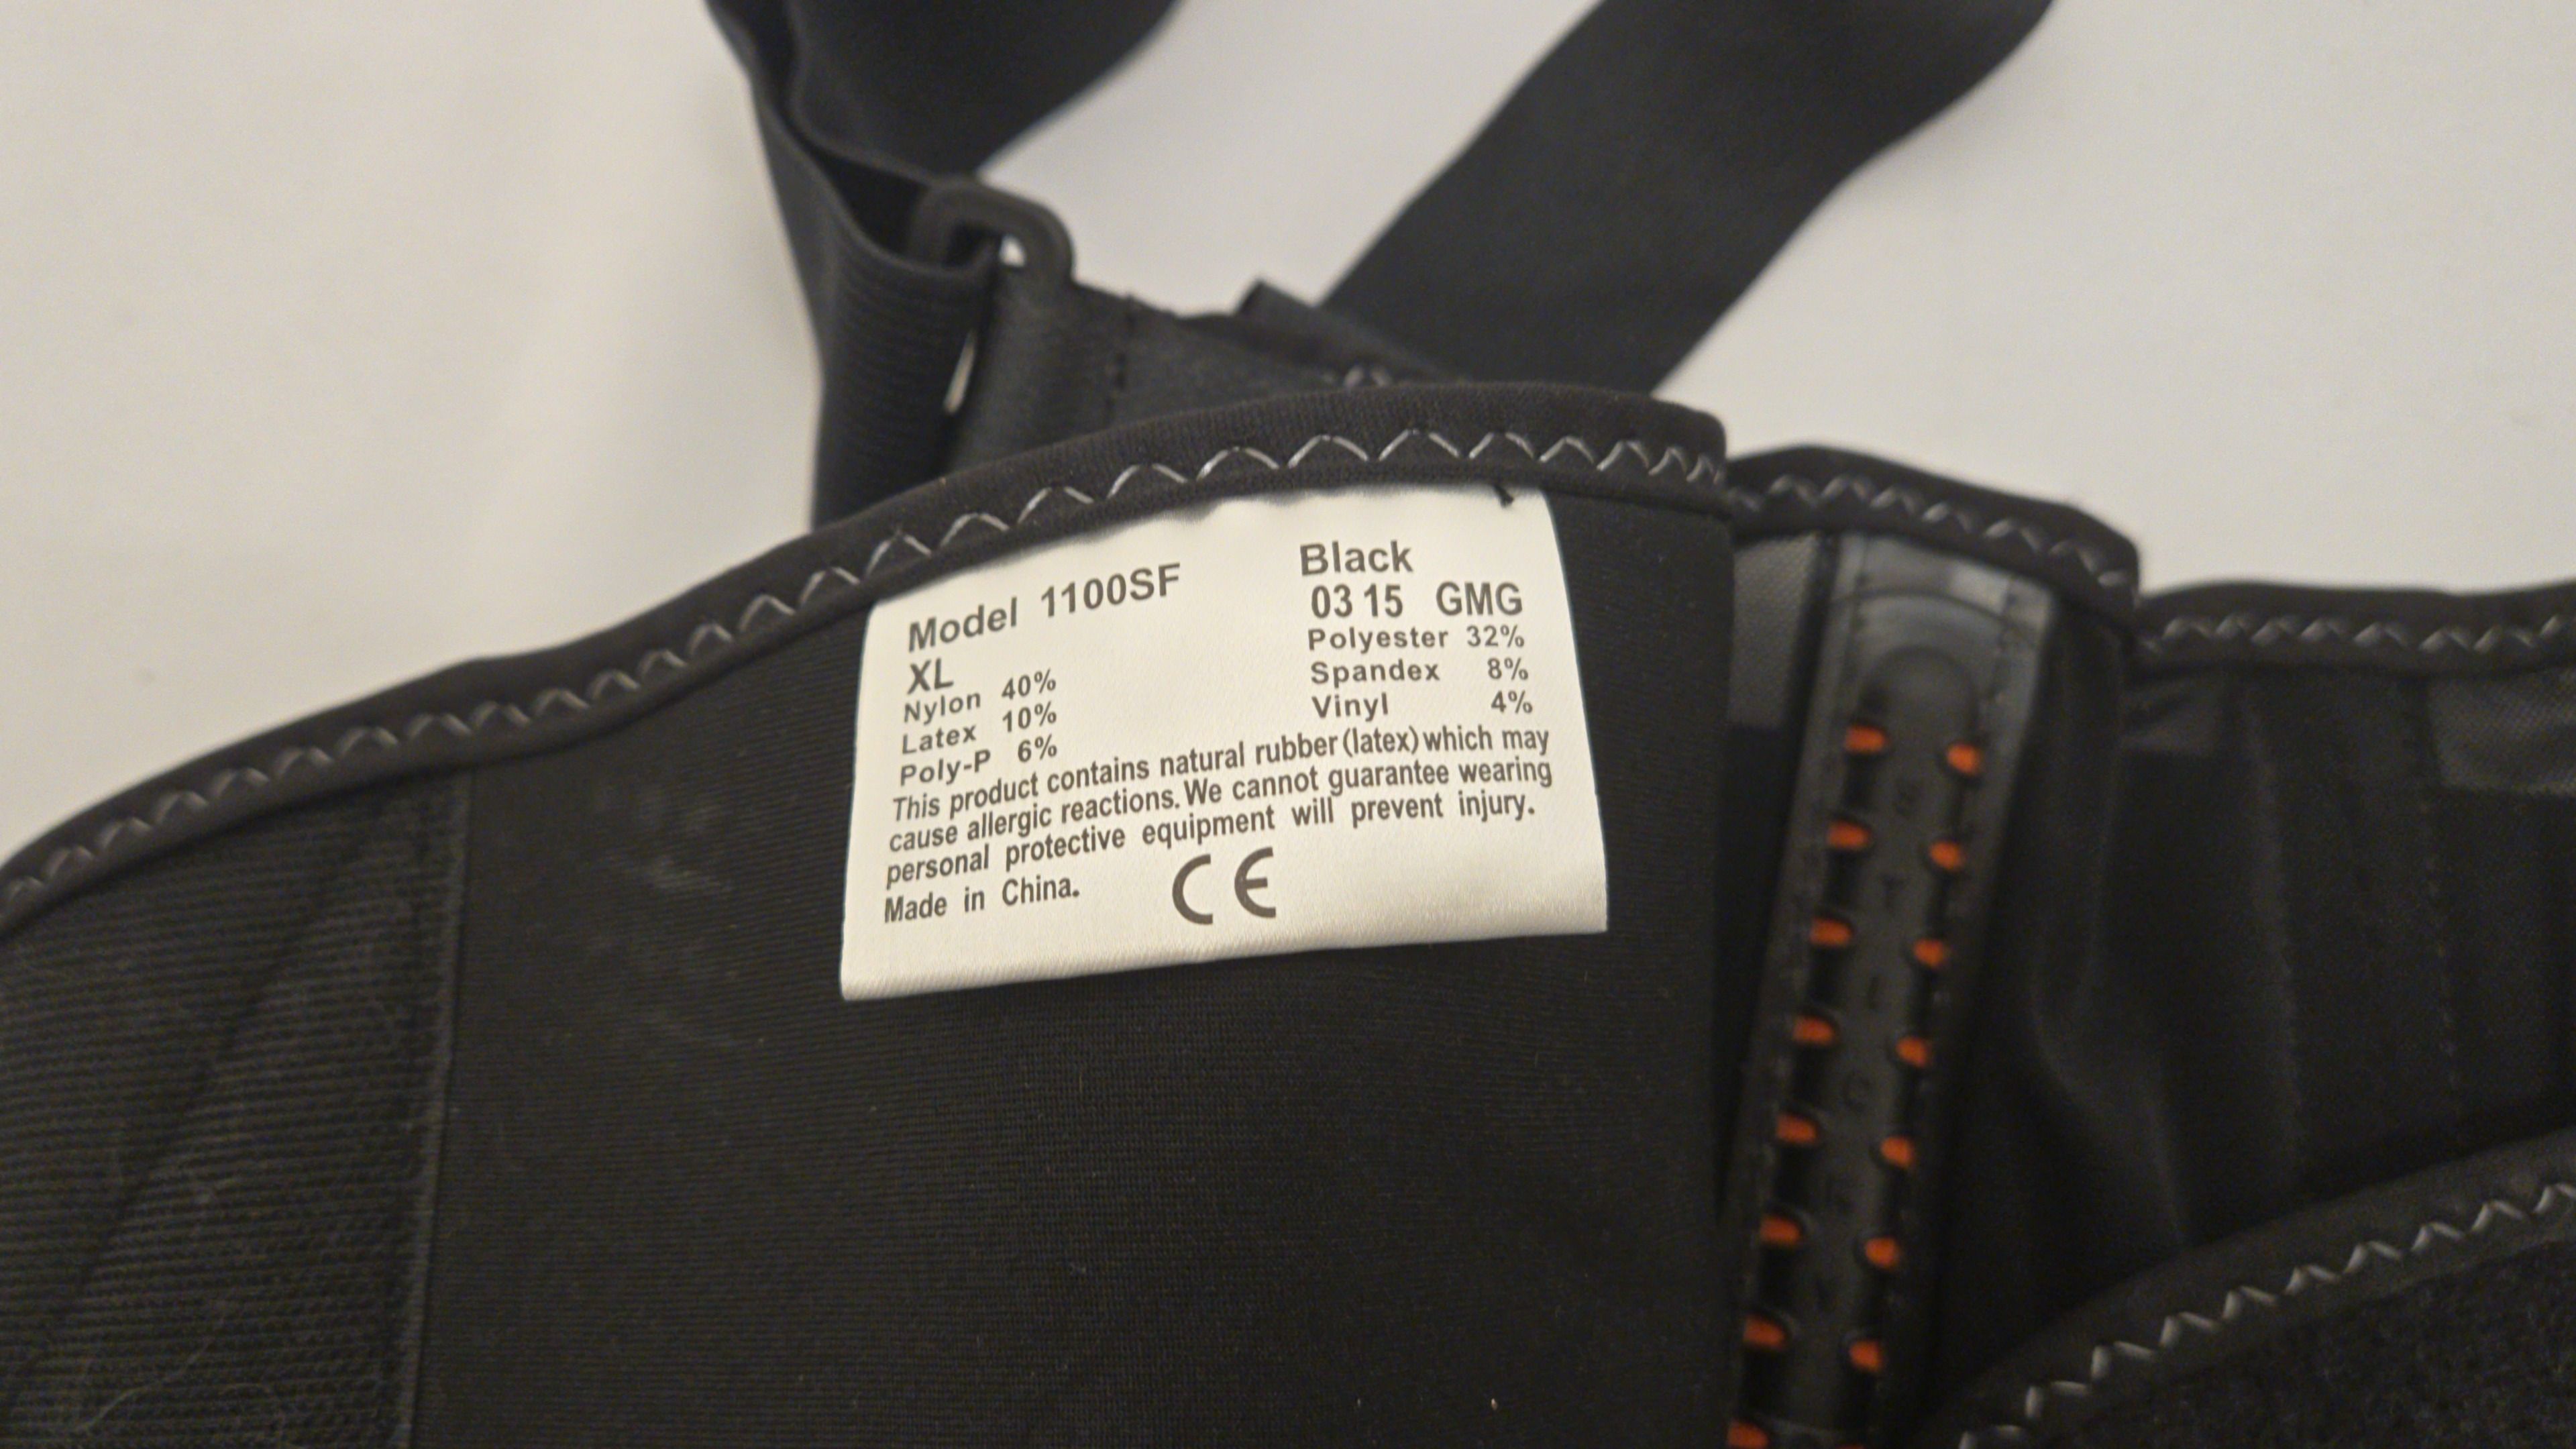 Model 1100SF
XL
Nylon 40%
Latex 10%
Poly-P 6%
Black
03 15 GMG
Polyester 32%
Spandex 8%
Vinyl 4%
This product contains natural rubber (latex) which may
cause allergic reactions. We cannot guarantee wearing
personal protective equipment will prevent injury.
Made in China.
CE